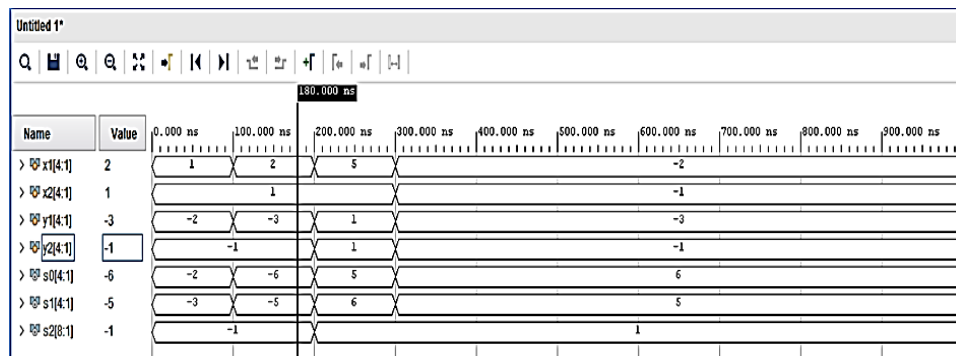 Untitled 1*
180.000 ns
Name Value 0.000 ns 100.000 ns 200.000 ns 300.000 ns 400.000 ns 500.000 ns 600.000 ns 700.000 ns 800.000 ns 900.000 ns
> x1[4:1] 2 1 2 5 -2
> x2[4:1] 1 1 -1
> y1[4:1] -3 -2 -3 1 -3
> y2[4:1] -1 -1 1 -1
> s0[4:1] -6 -2 -6 5 6
> s1[4:1] -5 -3 -5 6 5
> s2[8:1] -1 -1 1